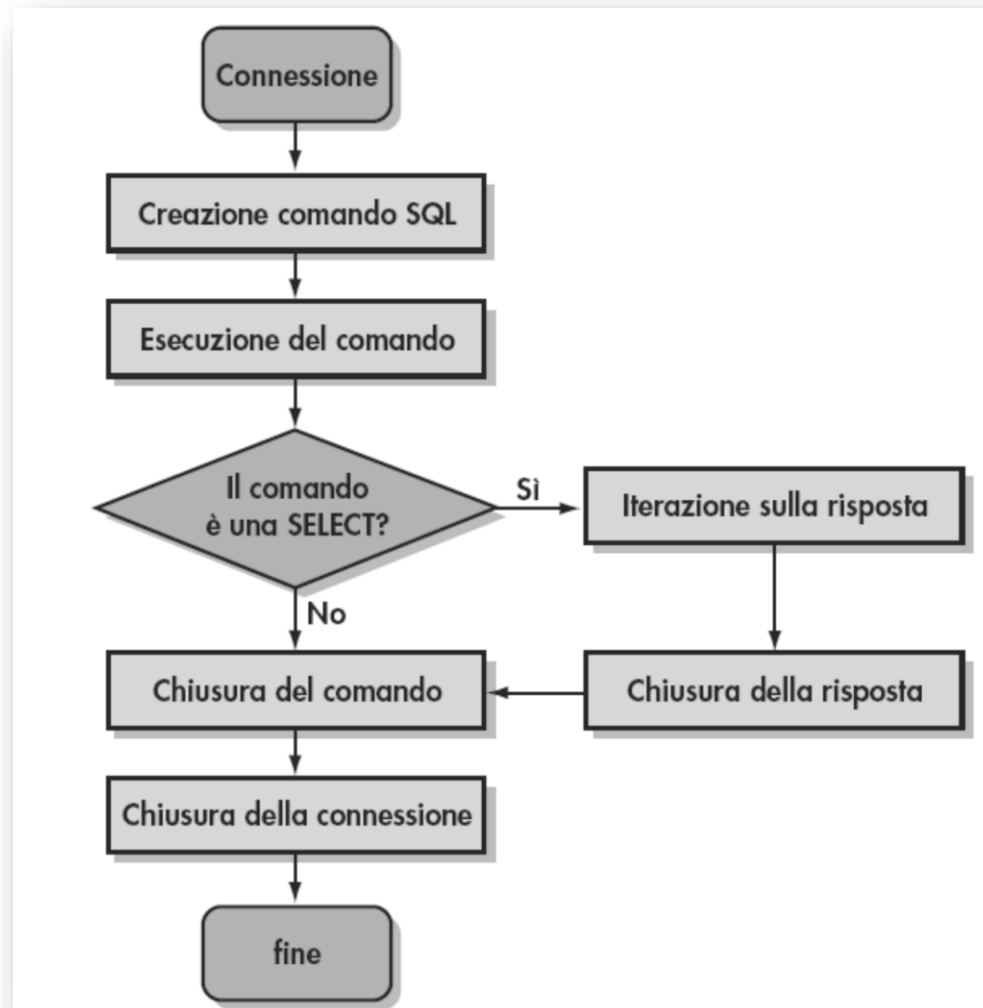 Connessione
Creazione comando SQL
Esecuzione del comando
Il comando
è una SELECT?
Sì
Iterazione sulla risposta
No
Chiusura del comando
Chiusura della risposta
Chiusura della connessione
fine